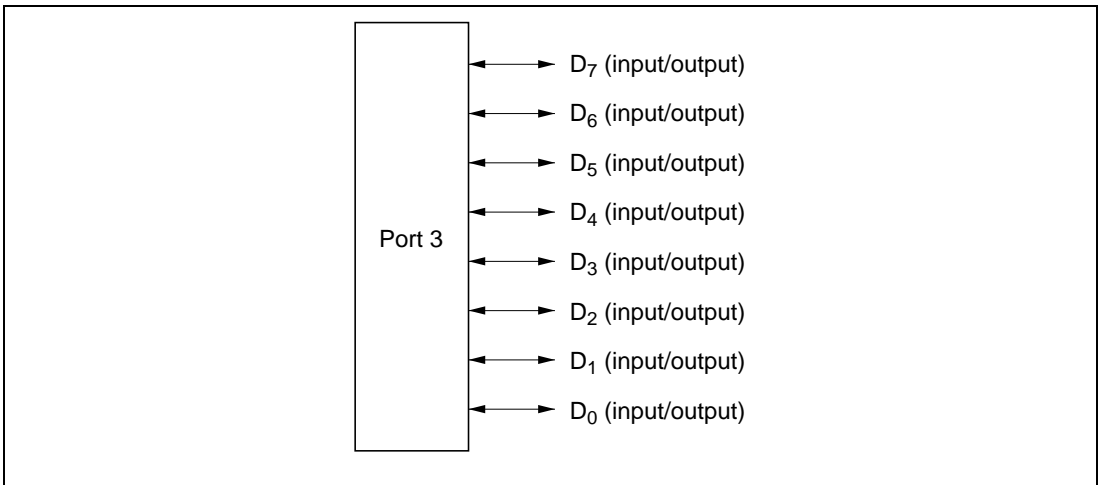 D7 (input/output)
D6 (input/output)
D5 (input/output)
D4 (input/output)
Port 3
D3 (input/output)
D2 (input/output)
D1 (input/output)
D0 (input/output)